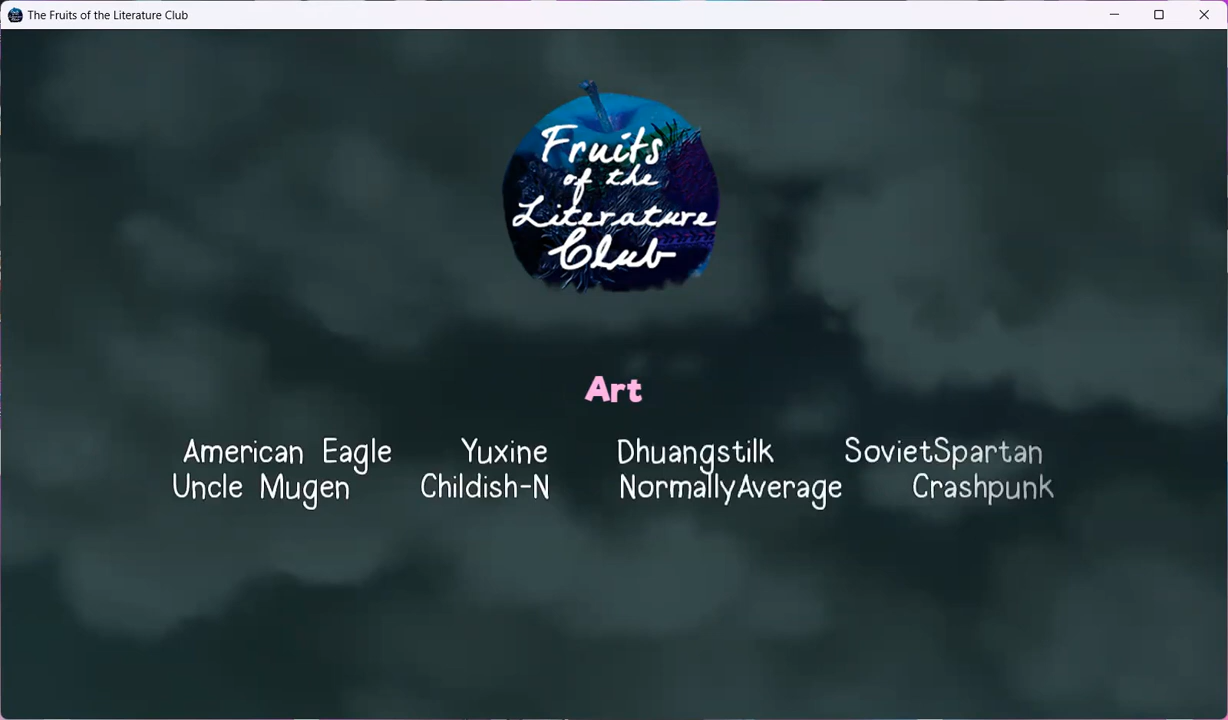 The Fruits of the Literature Club
Fruits
of the
Literature
Club
Art
American Eagle Yuxine Dhuangstilk SovietSpartan
Uncle Mugen Childish-N NormallyAverage Crashpunk